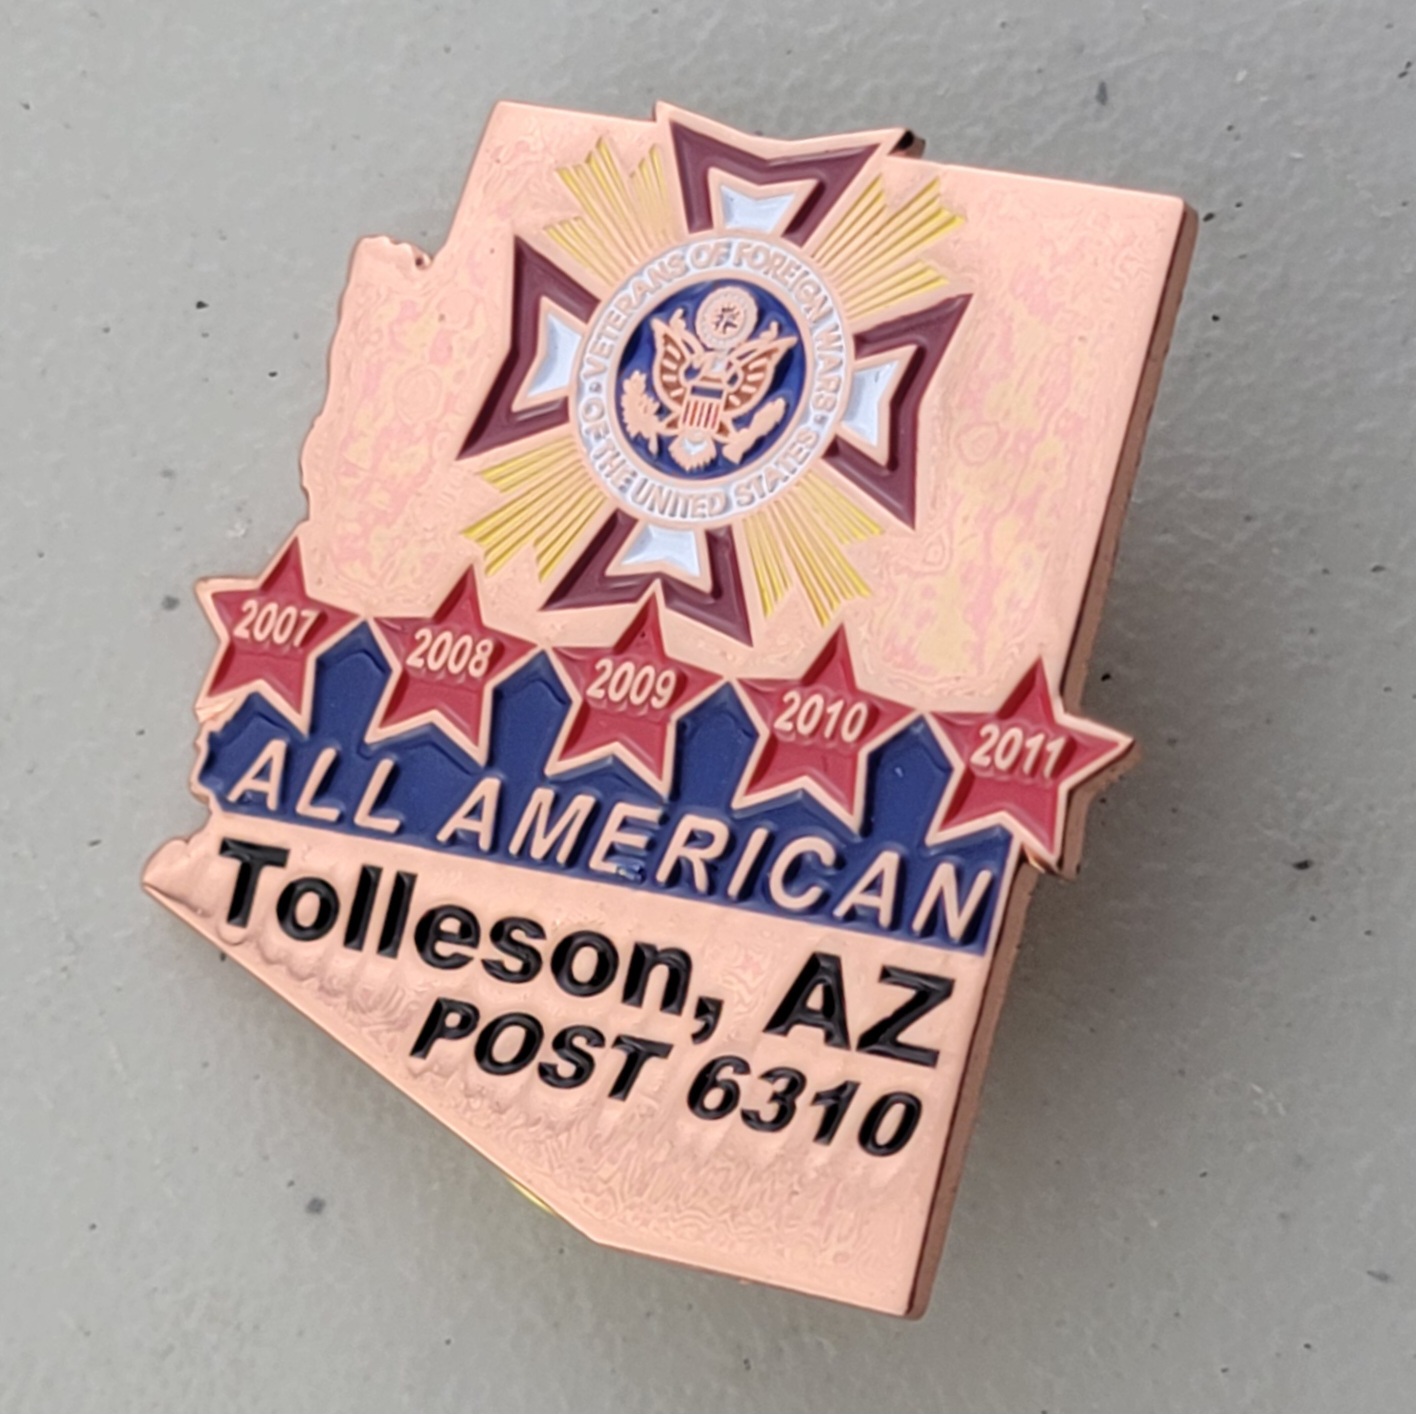 VETERANS OF FOREIGN WARS
OF THE UNITED STATES
2007 2008 2009 2010 2011
ALL AMERICAN
Tolleson, AZ
POST 6310